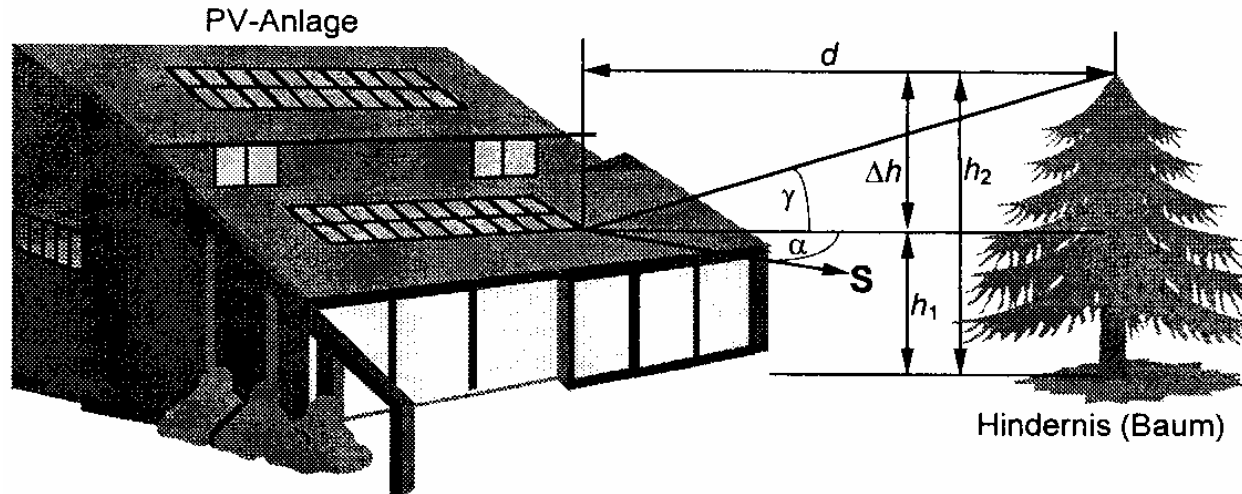 PV-Anlage
d
Δh
h₂
γ
α
S
h₁
Hindernis (Baum)